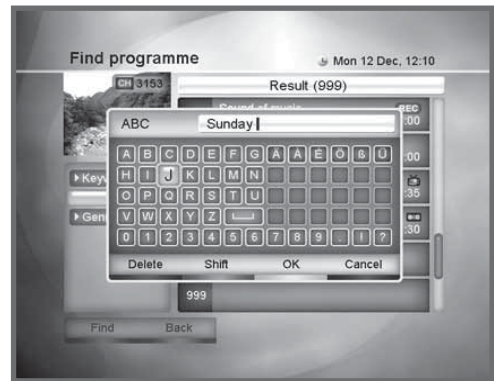 Find programme
Mon 12 Dec, 12:10
CH 3153
Result (999)
Sound of music
REC
:00
ABC
Sunday
A B C D E F G Ä Á É Ö ß Ü
:00
H I J K L M N
Key
O P Q R S T U
:35
Gen
V W X Y Z
:30
0 1 2 3 4 5 6 7 8 9 . ! ?
Delete Shift OK Cancel
999
Find Back